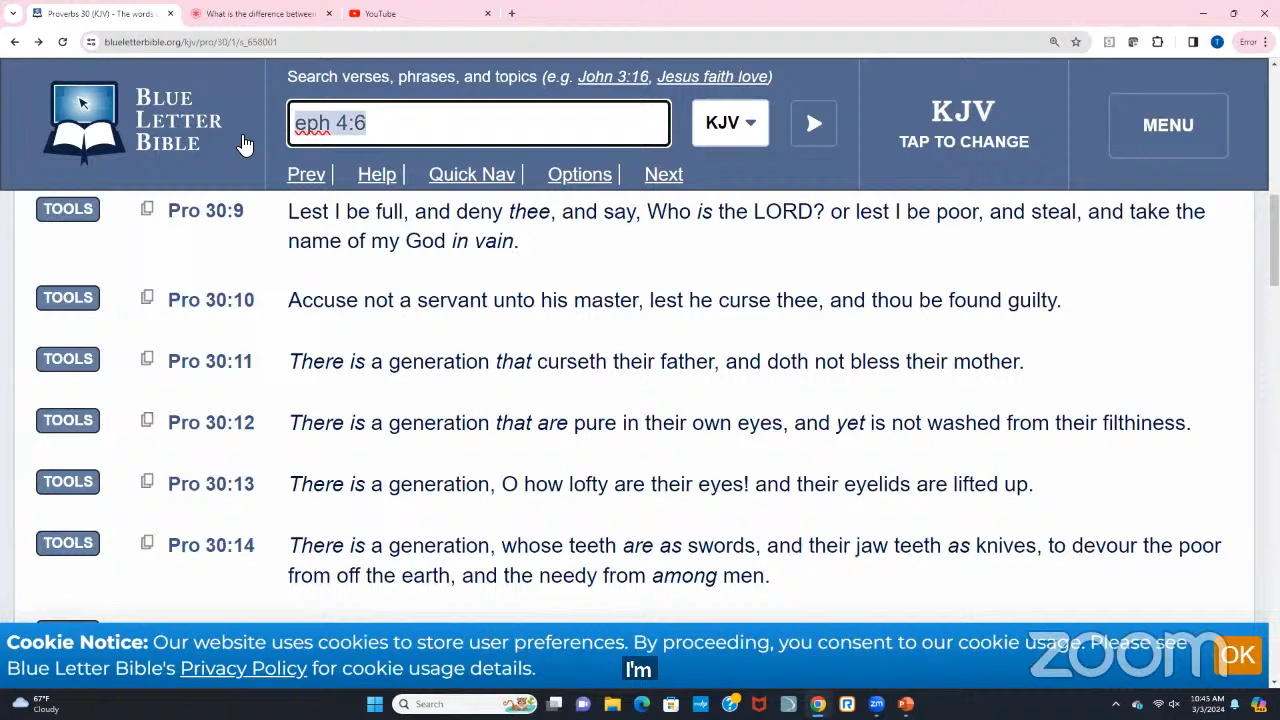 Proverbs 30 (KJV) - The words
What is the difference between
YouTube
blueletterbible.org/kjv/pro/30/1/s_658001
Error
BLUE
LETTER
BIBLE
Search verses, phrases, and topics (e.g. John 3:16, Jesus faith love)
eph 4:6
KJV
KJV
TAP TO CHANGE
MENU
Prev | Help | Quick Nav | Options | Next
TOOLS Pro 30:9 Lest I be full, and deny thee, and say, Who is the LORD? or lest I be poor, and steal, and take the
name of my God in vain.
TOOLS Pro 30:10 Accuse not a servant unto his master, lest he curse thee, and thou be found guilty.
TOOLS Pro 30:11 There is a generation that curseth their father, and doth not bless their mother.
TOOLS Pro 30:12 There is a generation that are pure in their own eyes, and yet is not washed from their filthiness.
TOOLS Pro 30:13 There is a generation, O how lofty are their eyes! and their eyelids are lifted up.
TOOLS Pro 30:14 There is a generation, whose teeth are as swords, and their jaw teeth as knives, to devour the poor
from off the earth, and the needy from among men.
Cookie Notice: Our website uses cookies to store user preferences. By proceeding, you consent to our cookie usage. Please see
Blue Letter Bible's Privacy Policy for cookie usage details.
OK
zoom
I'm
67°F
Cloudy
Search
10:45 AM
3/3/2024